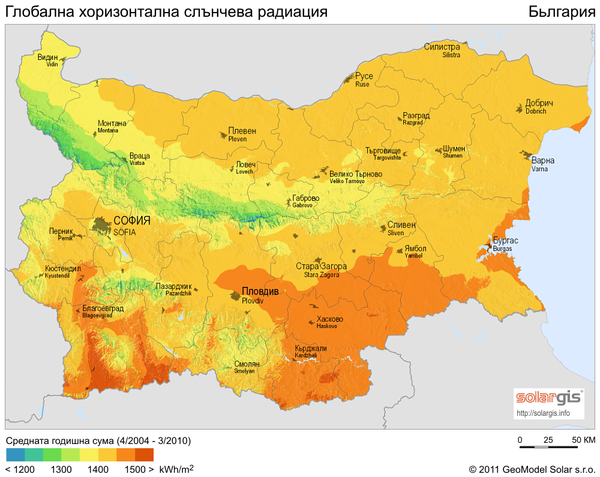 Глобална хоризонтална слънчева радиация
Бьлгария
Видин
Vidin
Силистра
Silistra
Русе
Ruse
Добрич
Dobrich
Монтана
Montana
Плевен
Pleven
Разград
Razgrad
Враца
Vratsa
Ловеч
Lovech
Търговище
Targovishte
Шумен
Shumen
Варна
Varna
Велико Търново
Veliko Tarnovo
Габрово
Gabrovo
СОФИЯ
SOFIA
Перник
Pernik
Сливен
Sliven
Бургас
Burgas
Ямбол
Yambol
Кюстендил
Kyustendil
Стара Загора
Stara Zagora
Пазарджик
Pazardzhik
Пловдив
Plovdiv
Благоевград
Blagoevgrad
Хасково
Haskovo
Кърджали
Kardzhali
Смолян
Smolyan
solargis
http://solargis.info
Средната годишна сума (4/2004 - 3/2010)
< 1200 1300 1400 1500 > kWh/m²
0 25 50 KM
© 2011 GeoModel Solar s.r.o.